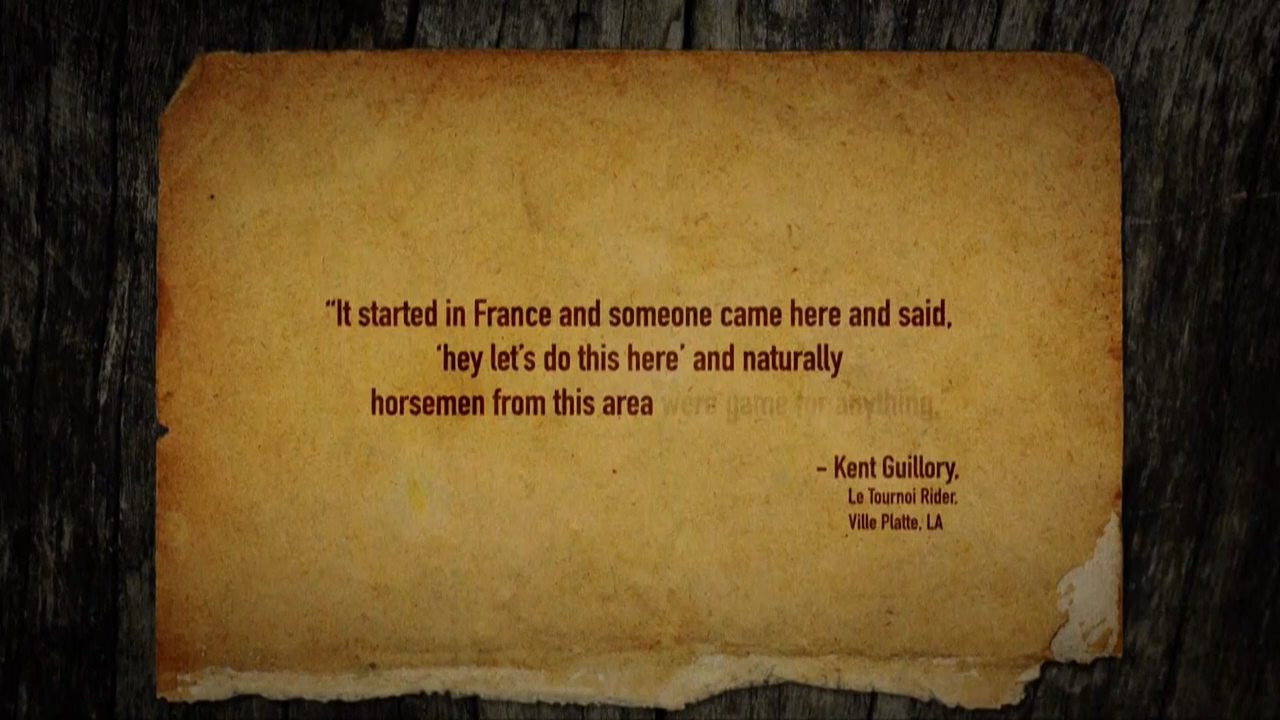 “It started in France and someone came here and said,
‘hey let’s do this here’ and naturally
horsemen from this area were game for anything.
– Kent Guillory,
Le Tournoi Rider,
Ville Platte, LA